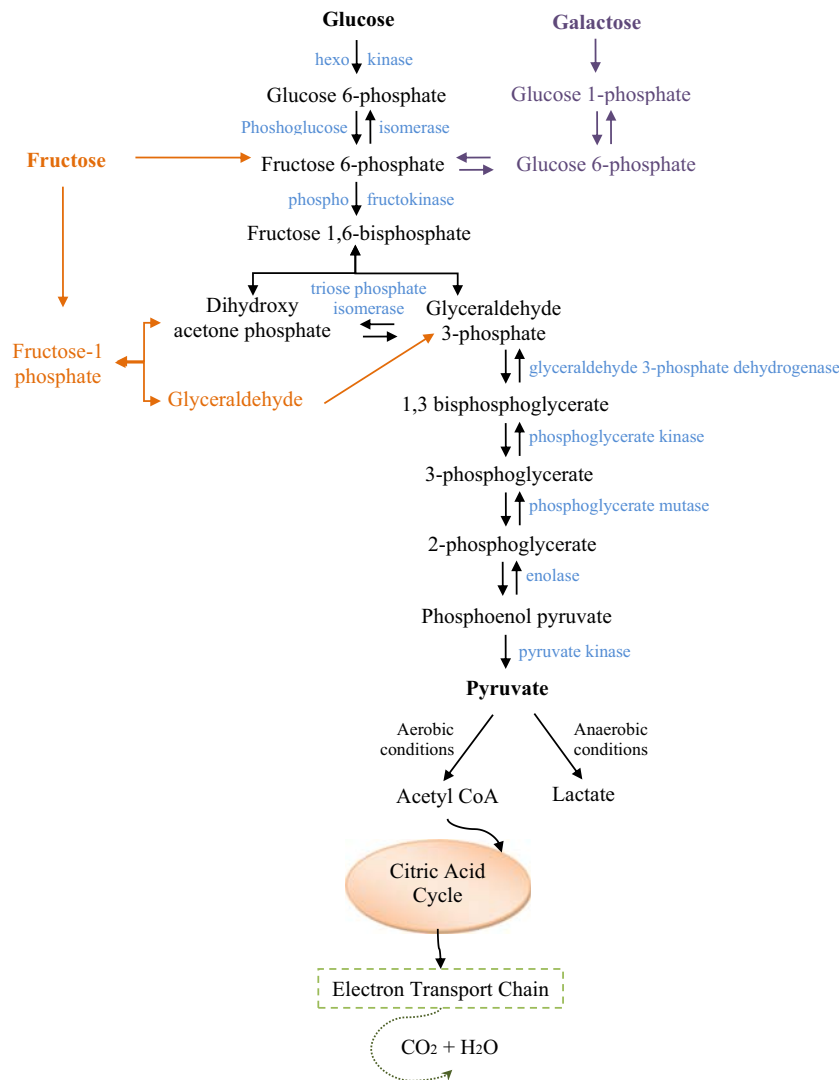 Glucose
Galactose
hexo kinase
Glucose 6-phosphate
Glucose 1-phosphate
Phoshoglucose isomerase
Fructose
Fructose 6-phosphate
Glucose 6-phosphate
phospho fructokinase
Fructose 1,6-bisphosphate
triose phosphate
isomerase
Dihydroxy
acetone phosphate
Glyceraldehyde
3-phosphate
Fructose-1
phosphate
Glyceraldehyde
glyceraldehyde 3-phosphate dehydrogenase
1,3 bisphosphoglycerate
phosphoglycerate kinase
3-phosphoglycerate
phosphoglycerate mutase
2-phosphoglycerate
enolase
Phosphoenol pyruvate
pyruvate kinase
Pyruvate
Aerobic
conditions
Anaerobic
conditions
Acetyl CoA
Lactate
Citric Acid
Cycle
Electron Transport Chain
CO₂ + H₂O